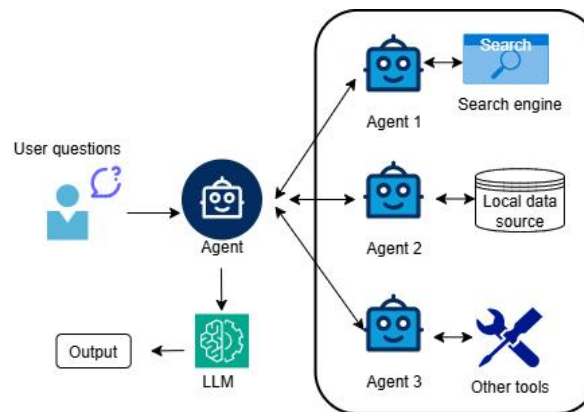 Search
Agent 1
Search engine
User questions
?
Agent
Agent 2
Local data
source
LLM
Output
Agent 3
Other tools